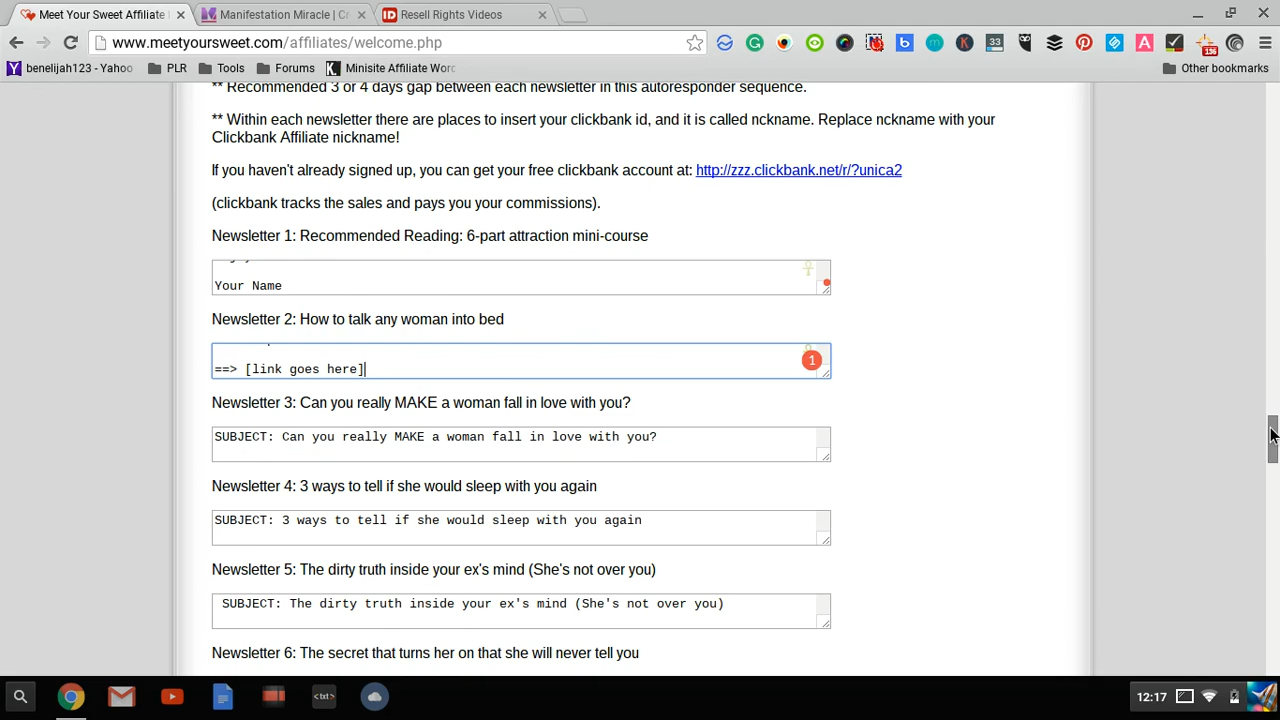 Meet Your Sweet Affiliate
Manifestation Miracle | C
Resell Rights Videos
www.meetyoursweet.com/affiliates/welcome.php
benelijah123 - Yahoo
PLR
Tools
Forums
Minisite Affiliate Wor
Other bookmarks
** Recommended 3 or 4 days gap between each newsletter in this autoresponder sequence.
** Within each newsletter there are places to insert your clickbank id, and it is called nckname. Replace nckname with your
Clickbank Affiliate nickname!
If you haven't already signed up, you can get your free clickbank account at: http://zzz.clickbank.net/r/?unica2
(clickbank tracks the sales and pays you your commissions).
Newsletter 1: Recommended Reading: 6-part attraction mini-course
Your Name
Newsletter 2: How to talk any woman into bed
==> [link goes here]
1
Newsletter 3: Can you really MAKE a woman fall in love with you?
SUBJECT: Can you really MAKE a woman fall in love with you?
Newsletter 4: 3 ways to tell if she would sleep with you again
SUBJECT: 3 ways to tell if she would sleep with you again
Newsletter 5: The dirty truth inside your ex's mind (She's not over you)
SUBJECT: The dirty truth inside your ex's mind (She's not over you)
Newsletter 6: The secret that turns her on that she will never tell you
<txt>
12:17